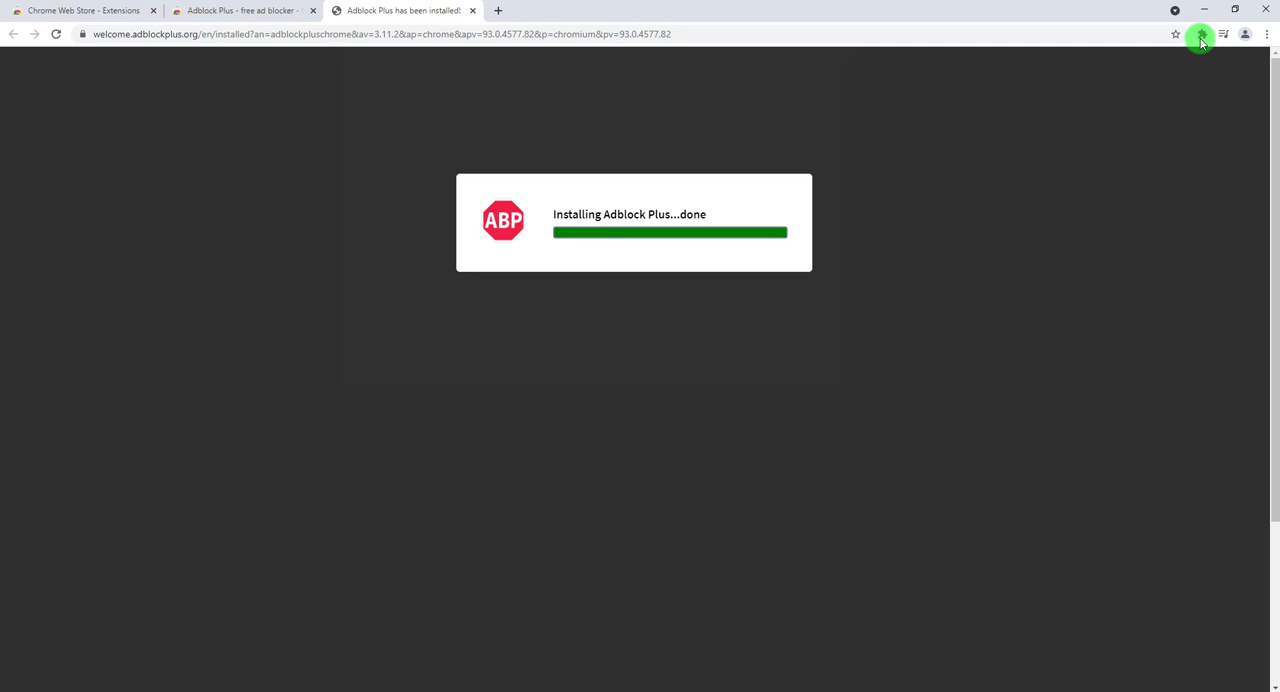 Chrome Web Store - Extensions
Adblock Plus - free ad blocker -
Adblock Plus has been installed!
welcome.adblockplus.org/en/installed?an=adblockpluschrome&av=3.11.2&ap=chrome&apv=93.0.4577.82&p=chromium&pv=93.0.4577.82
ABP
Installing Adblock Plus...done